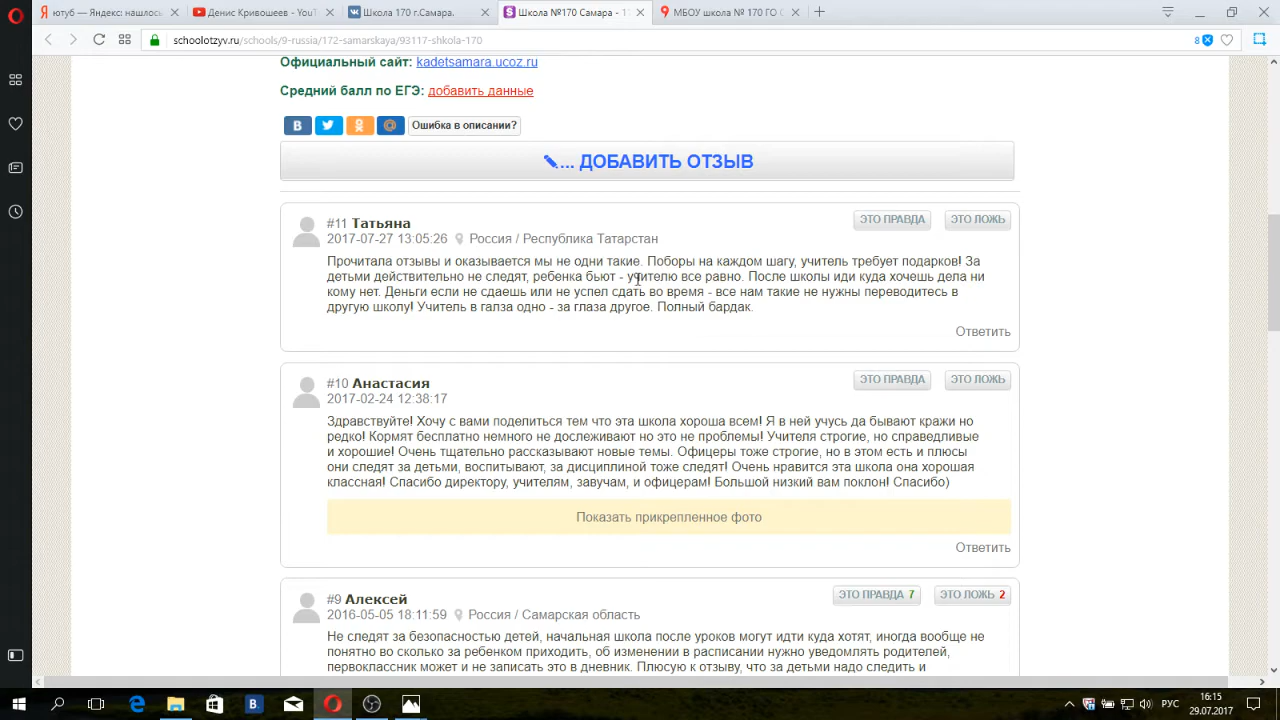 ютуб — Яндекс: нашлось
Денис Кривошеев - YouT
Школа 170 г.Самара.
Школа №170 Самара - 1
МБОУ школа № 170 ГО С
schoolotzyv.ru/schools/9-russia/172-samarskaya/93117-shkola-170
8
Официальный сайт: kadetsamara.ucoz.ru
Средний балл по ЕГЭ: добавить данные
Ошибка в описании?
... ДОБАВИТЬ ОТЗЫВ
#11 Татьяна
ЭТО ПРАВДА ЭТО ЛОЖЬ
2017-07-27 13:05:26 Россия / Республика Татарстан
Прочитала отзывы и оказывается мы не одни такие. Поборы на каждом шагу, учитель требует подарков! За
детьми действительно не следят, ребенка бьют - учителю все равно. После школы иди куда хочешь дела ни
кому нет. Деньги если не сдаешь или не успел сдать во время - все нам такие не нужны переводитесь в
другую школу! Учитель в галза одно - за глаза другое. Полный бардак.
Ответить
#10 Анастасия
ЭТО ПРАВДА ЭТО ЛОЖЬ
2017-02-24 12:38:17
Здравствуйте! Хочу с вами поделиться тем что эта школа хороша всем! Я в ней учусь да бывают кражи но
редко! Кормят бесплатно немного не дослеживают но это не проблемы! Учителя строгие, но справедливые
и хорошие! Очень тщательно рассказывают новые темы. Офицеры тоже строгие, но в этом есть и плюсы
они следят за детьми, воспитывают, за дисциплиной тоже следят! Очень нравится эта школа она хорошая
классная! Спасибо директору, учителям, завучам, и офицерам! Большой низкий вам поклон! Спасибо)
Показать прикрепленное фото
Ответить
#9 Алексей
ЭТО ПРАВДА 7 ЭТО ЛОЖЬ 2
2016-05-05 18:11:59 Россия / Самарская область
Не следят за безопасностью детей, начальная школа после уроков могут идти куда хотят, иногда вообще не
понятно во сколько за ребенком приходить, об изменении в расписании нужно уведомлять родителей,
первоклассник может и не записать это в дневник. Плюсую к отзыву, что за детьми надо следить и
РУС
16:15
29.07.2017